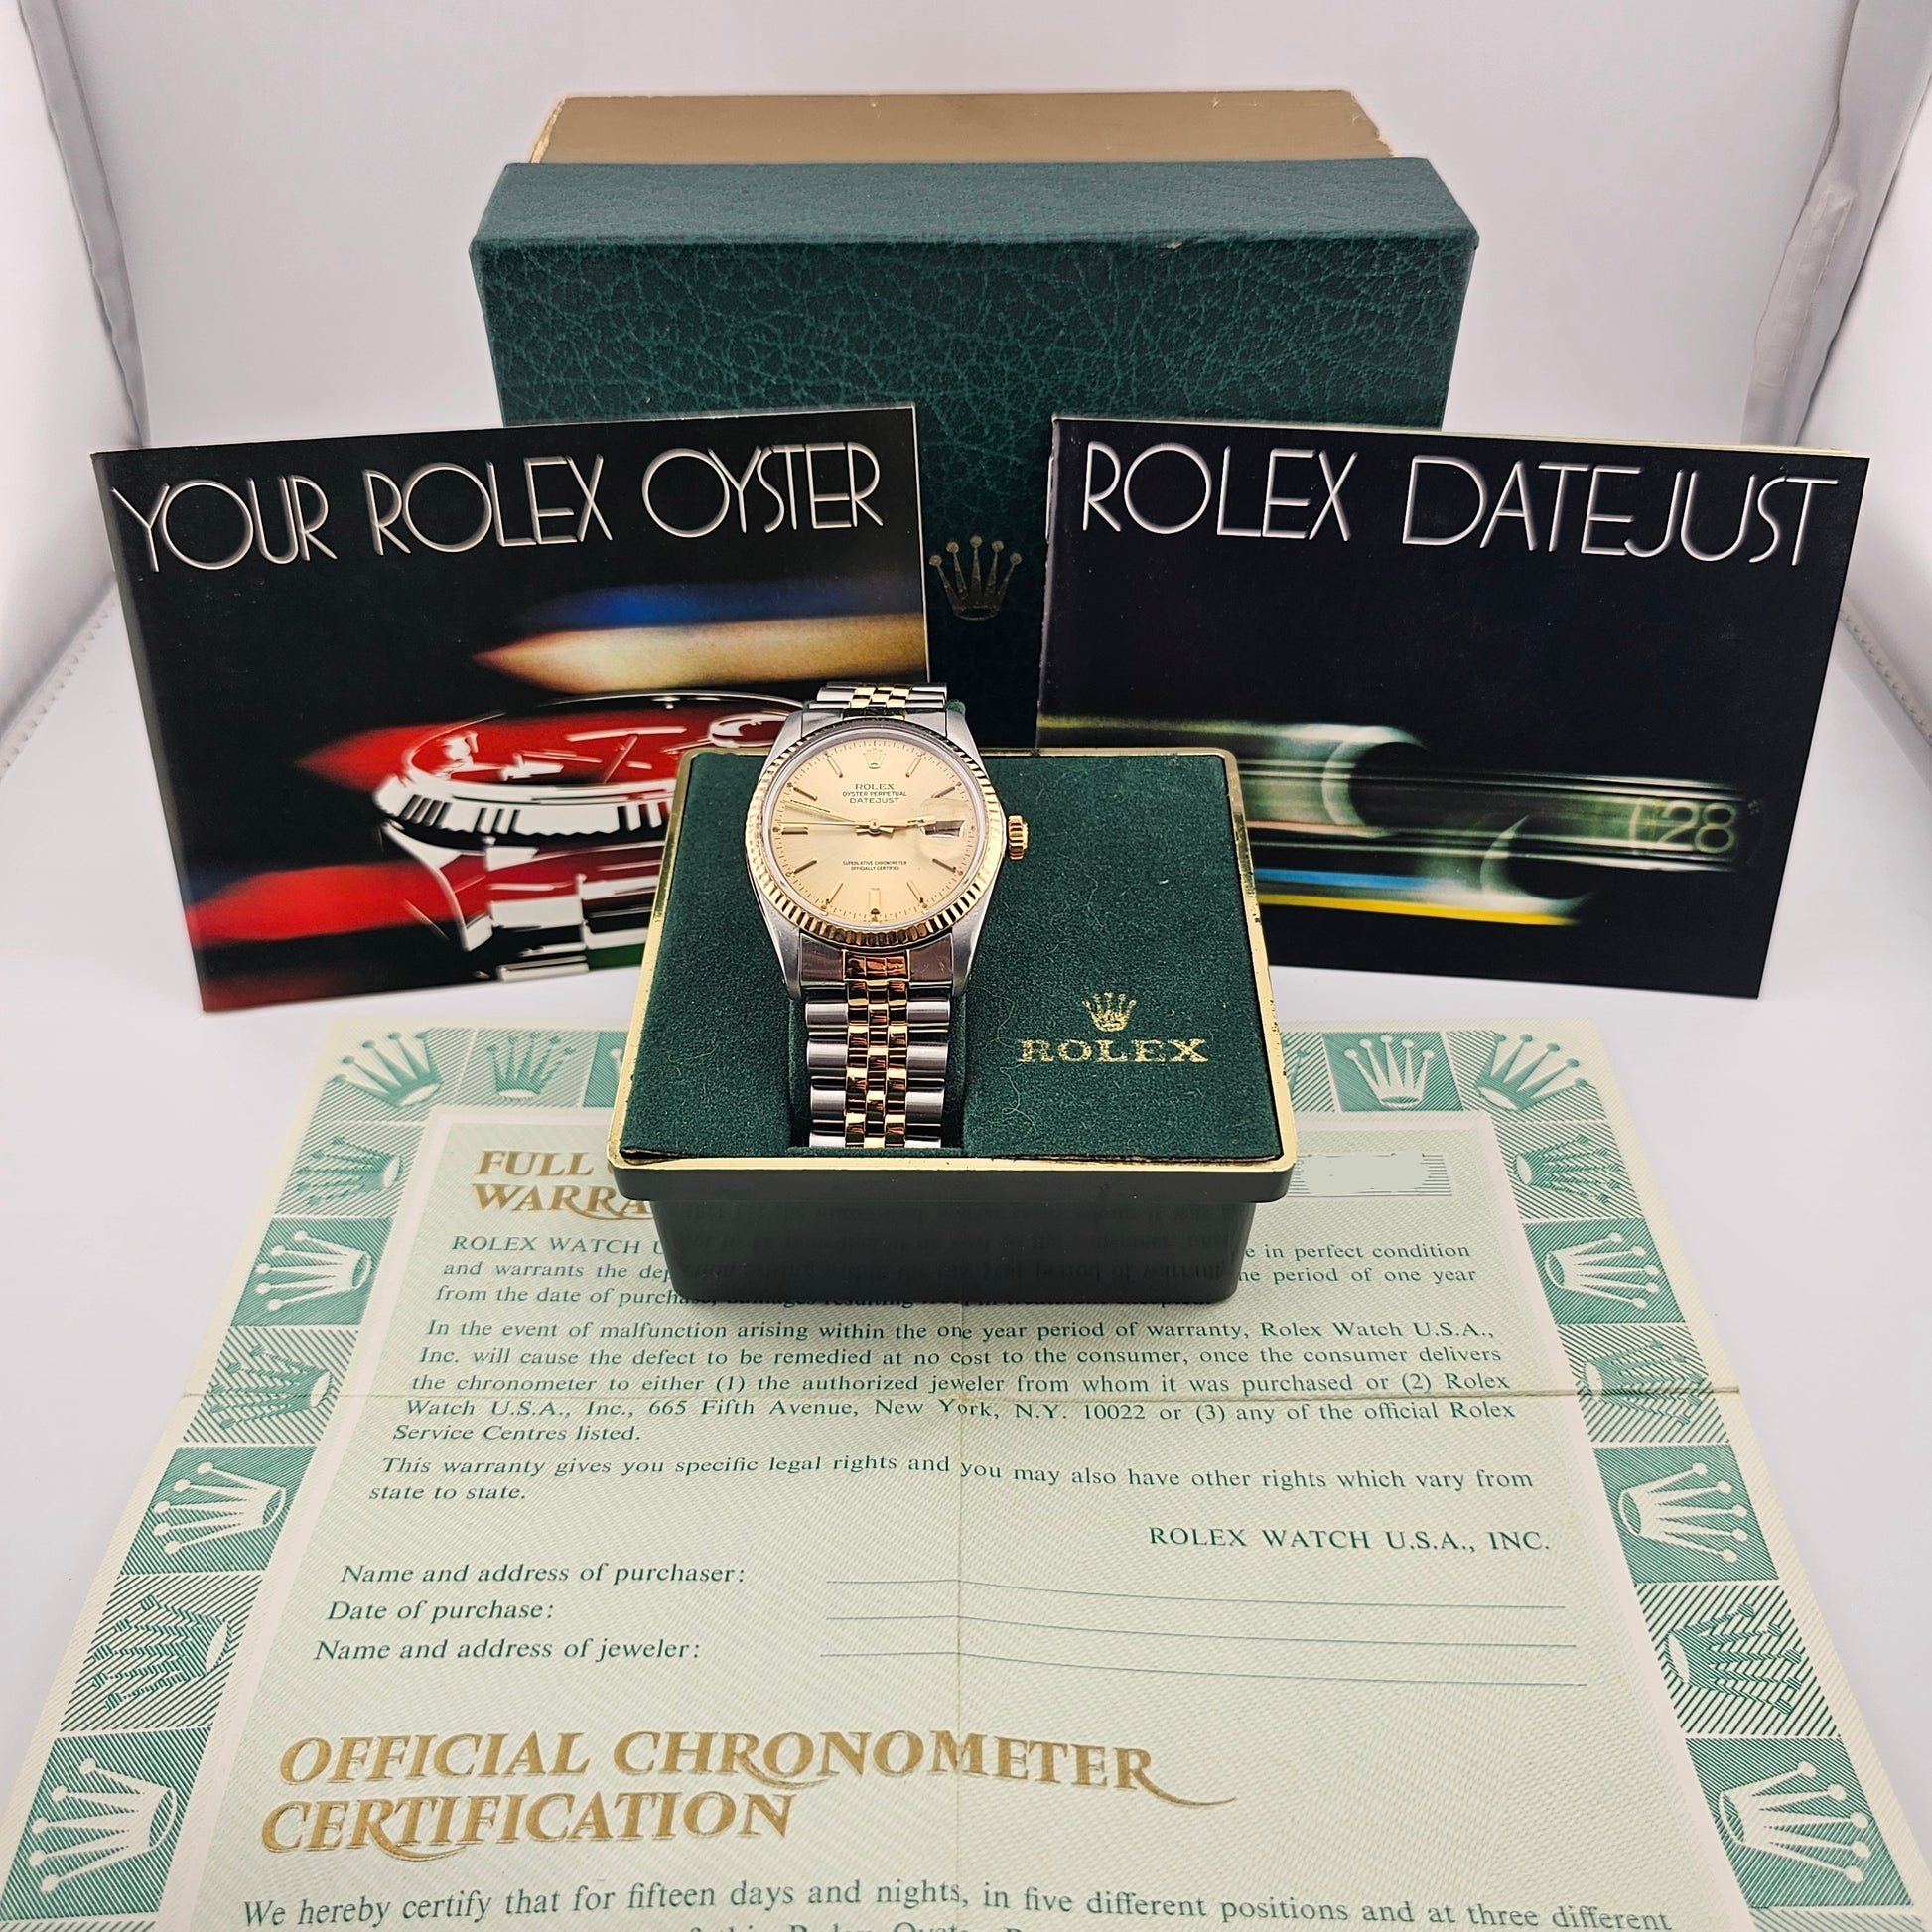 YOUR ROLEX OYSTER
ROLEX DATEJUST
28
ROLEX
OYSTER PERPETUAL
DATEJUST
SUPERLATIVE CHRONOMETER
OFFICIALLY CERTIFIED
ROLEX
FULL
WARRA
ROLEX WATCH U e in perfect condition
and warrants the dep he period of one year
from the date of purchase, damages resulting
In the event of malfunction arising within the one year period of warranty, Rolex Watch U.S.A.,
Inc. will cause the defect to be remedied at no cost to the consumer, once the consumer delivers
the chronometer to either (1) the authorized jeweler from whom it was purchased or (2) Rolex
Watch U.S.A., Inc., 665 Fifth Avenue, New York, N.Y. 10022 or (3) any of the official Rolex
Service Centres listed.
This warranty gives you specific legal rights and you may also have other rights which vary from
state to state.
ROLEX WATCH U.S.A., INC.
Name and address of purchaser:
Date of purchase:
Name and address of jeweler:
OFFICIAL CHRONOMETER
CERTIFICATION
We hereby certify that for fifteen days and nights, in five different positions and at three different